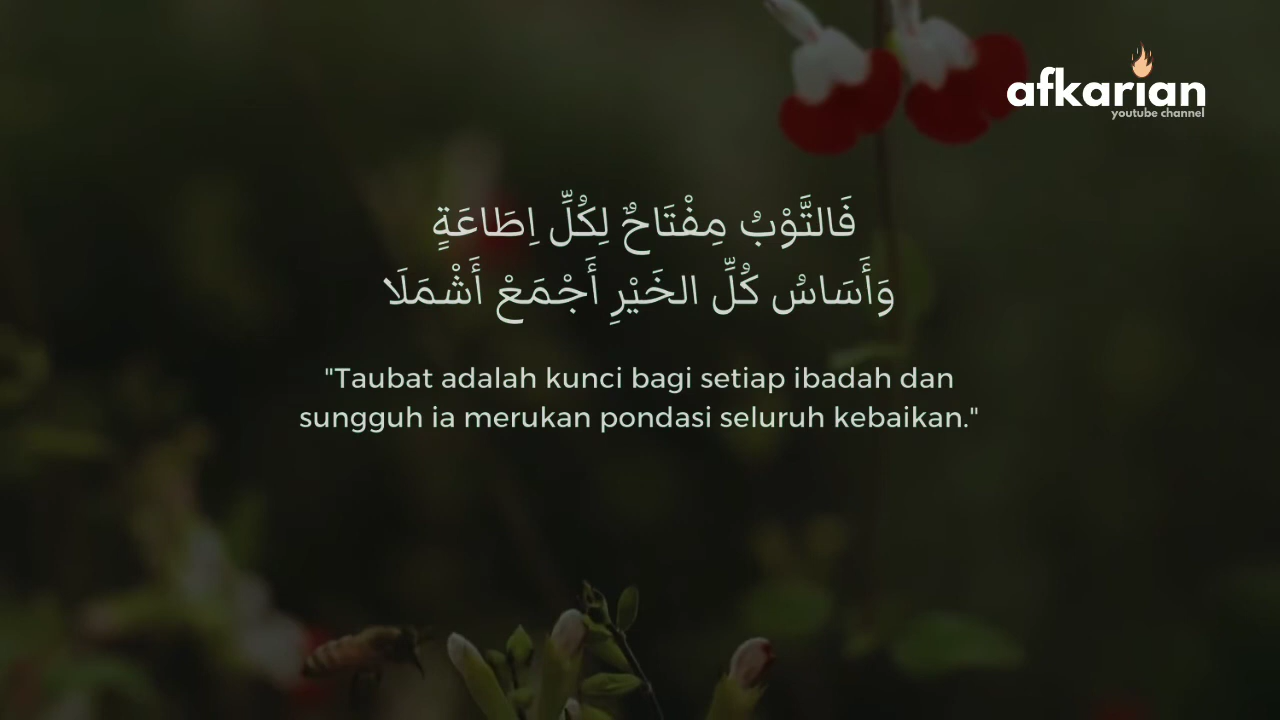 afkarian
youtube channel
فَالتَّوْبُ مِفْتَاحٌ لِكُلِّ اِطَاعَةٍ
وَأَسَاسُ كُلِّ الخَيْرِ أَجْمَعْ أَشْمَلَا
"Taubat adalah kunci bagi setiap ibadah dan
sungguh ia merukan pondasi seluruh kebaikan."